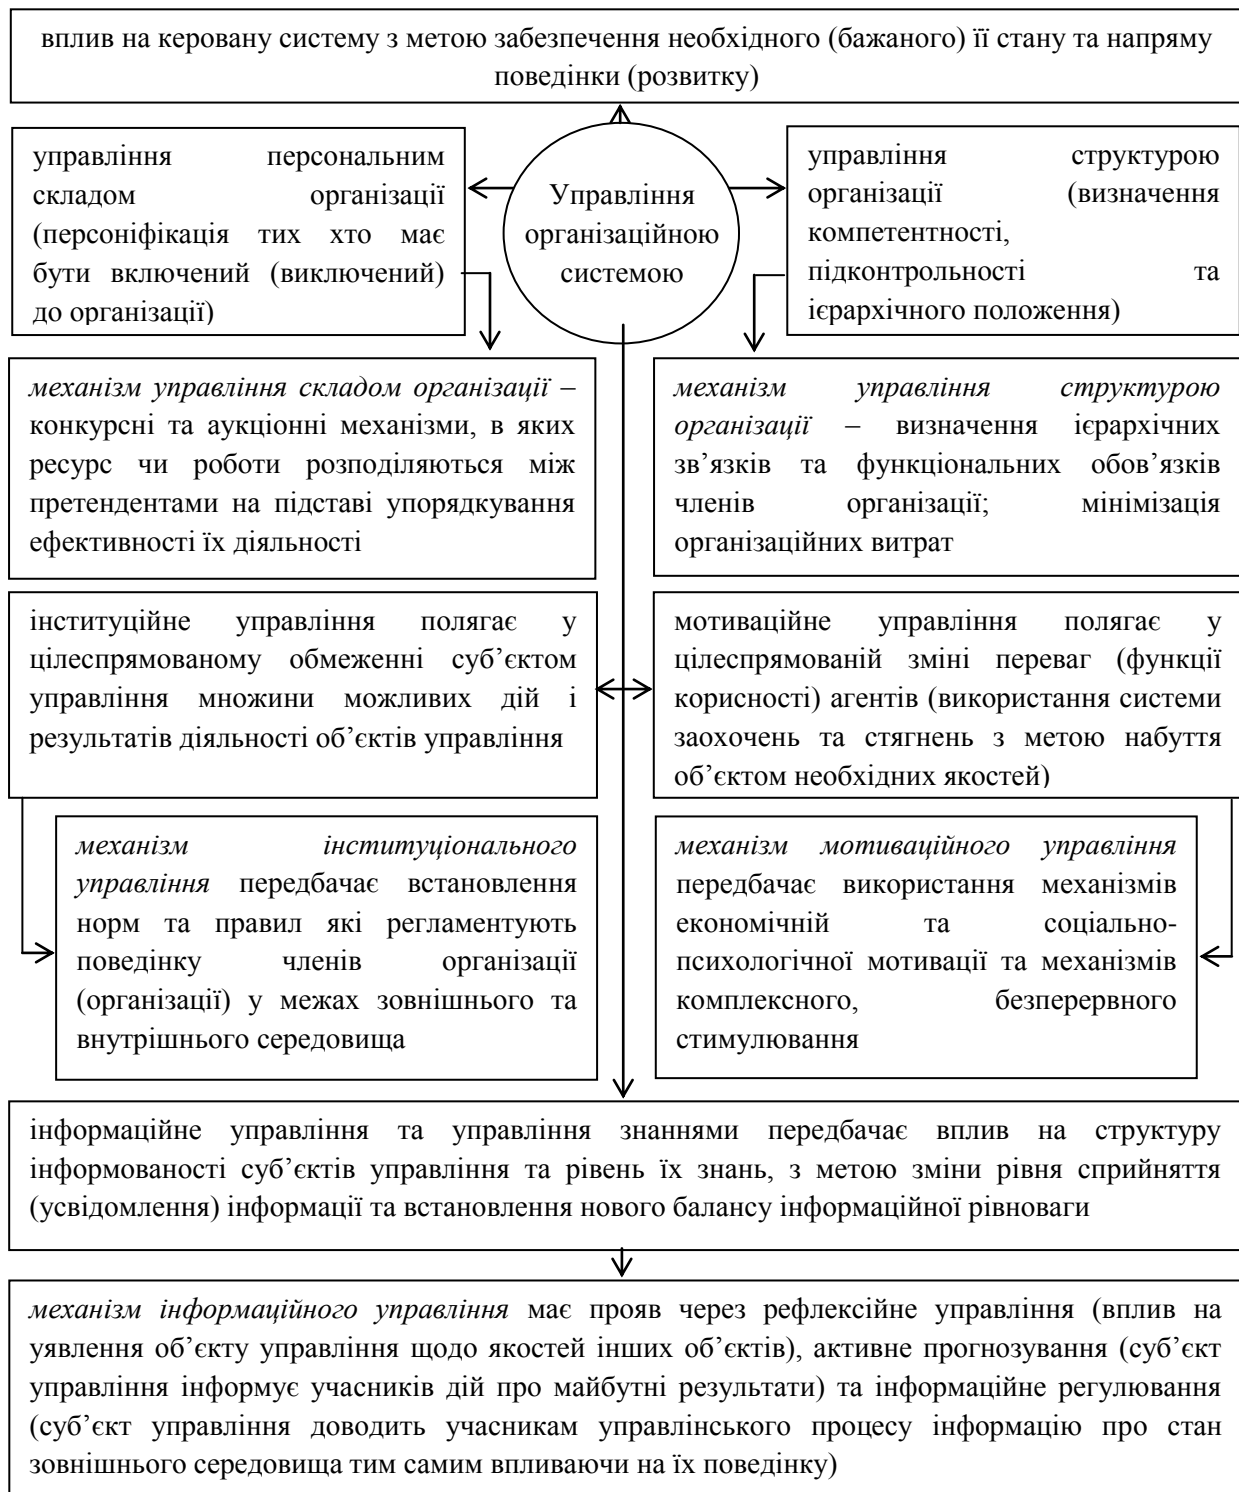 вплив на керовану систему з метою забезпечення необхідного (бажаного) її стану та напряму
поведінки (розвитку)
управління персональним
складом організації
(персоніфікація тих хто має
бути включений (виключений)
до організації)
Управління
організаційною
системою
управління структурою
організації (визначення
компетентності,
підконтрольності та
ієрархічного положення)
механізм управління складом організації –
конкурсні та аукціонні механізми, в яких
ресурс чи роботи розподіляються між
претендентами на підставі упорядкування
ефективності їх діяльності
механізм управління структурою
організації – визначення ієрархічних
зв’язків та функціональних обов’язків
членів організації; мінімізація
організаційних витрат
інституційне управління полягає у
цілеспрямованому обмеженні суб’єктом
управління множини можливих дій і
результатів діяльності об’єктів управління
мотиваційне управління полягає у
цілеспрямованій зміні переваг (функції
корисності) агентів (використання системи
заохочень та стягнень з метою набуття
об’єктом необхідних якостей)
механізм інституціонального
управління передбачає встановлення
норм та правил які регламентують
поведінку членів організації
(організації) у межах зовнішнього та
внутрішнього середовища
механізм мотиваційного управління
передбачає використання механізмів
економічній та соціально-
психологічної мотивації та механізмів
комплексного, безперервного
стимулювання
інформаційне управління та управління знаннями передбачає вплив на структуру
інформованості суб’єктів управління та рівень їх знань, з метою зміни рівня сприйняття
(усвідомлення) інформації та встановлення нового балансу інформаційної рівноваги
механізм інформаційного управління має прояв через рефлексійне управління (вплив на
уявлення об’єкту управління щодо якостей інших об’єктів), активне прогнозування (суб’єкт
управління інформує учасників дій про майбутні результати) та інформаційне регулювання
(суб’єкт управління доводить учасникам управлінського процесу інформацію про стан
зовнішнього середовища тим самим впливаючи на їх поведінку)